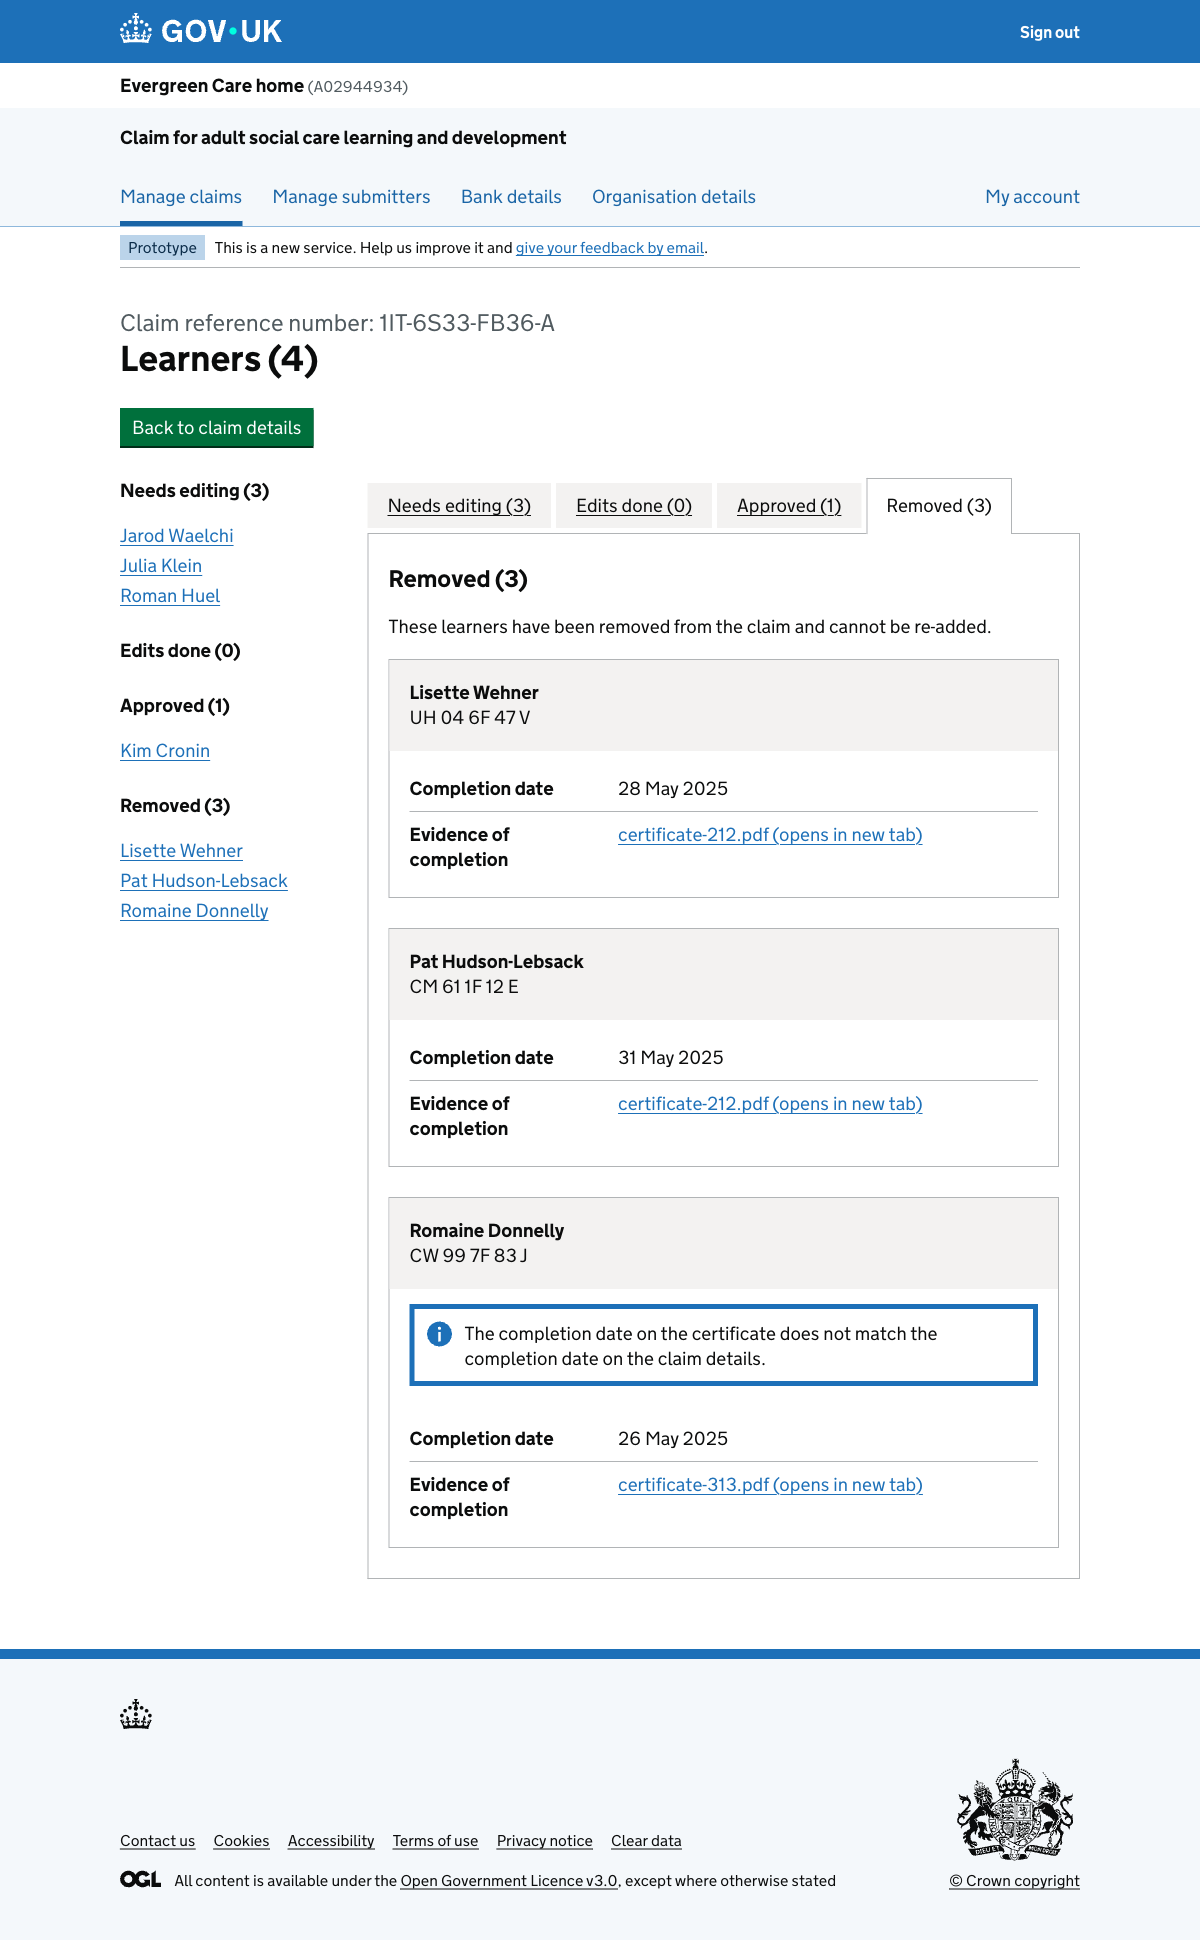 GOV·UK
Sign out
Evergreen Care home (A02944934)
Claim for adult social care learning and development
Manage claims Manage submitters Bank details Organisation details My account
Prototype This is a new service. Help us improve it and give your feedback by email.
Claim reference number: 1IT-6S33-FB36-A
Learners (4)
Back to claim details
Needs editing (3)
Jarod Waelchi
Julia Klein
Roman Huel
Edits done (0)
Approved (1)
Kim Cronin
Removed (3)
Lisette Wehner
Pat Hudson-Lebsack
Romaine Donnelly
Needs editing (3) Edits done (0) Approved (1) Removed (3)
Removed (3)
These learners have been removed from the claim and cannot be re-added.
Lisette Wehner
UH 04 6F 47 V
Completion date 28 May 2025
Evidence of certificate-212.pdf (opens in new tab)
completion
Pat Hudson-Lebsack
CM 61 1F 12 E
Completion date 31 May 2025
Evidence of certificate-212.pdf (opens in new tab)
completion
Romaine Donnelly
CW 99 7F 83 J
The completion date on the certificate does not match the
completion date on the claim details.
Completion date 26 May 2025
Evidence of certificate-313.pdf (opens in new tab)
completion
Contact us Cookies Accessibility Terms of use Privacy notice Clear data
OGL All content is available under the Open Government Licence v3.0, except where otherwise stated
© Crown copyright